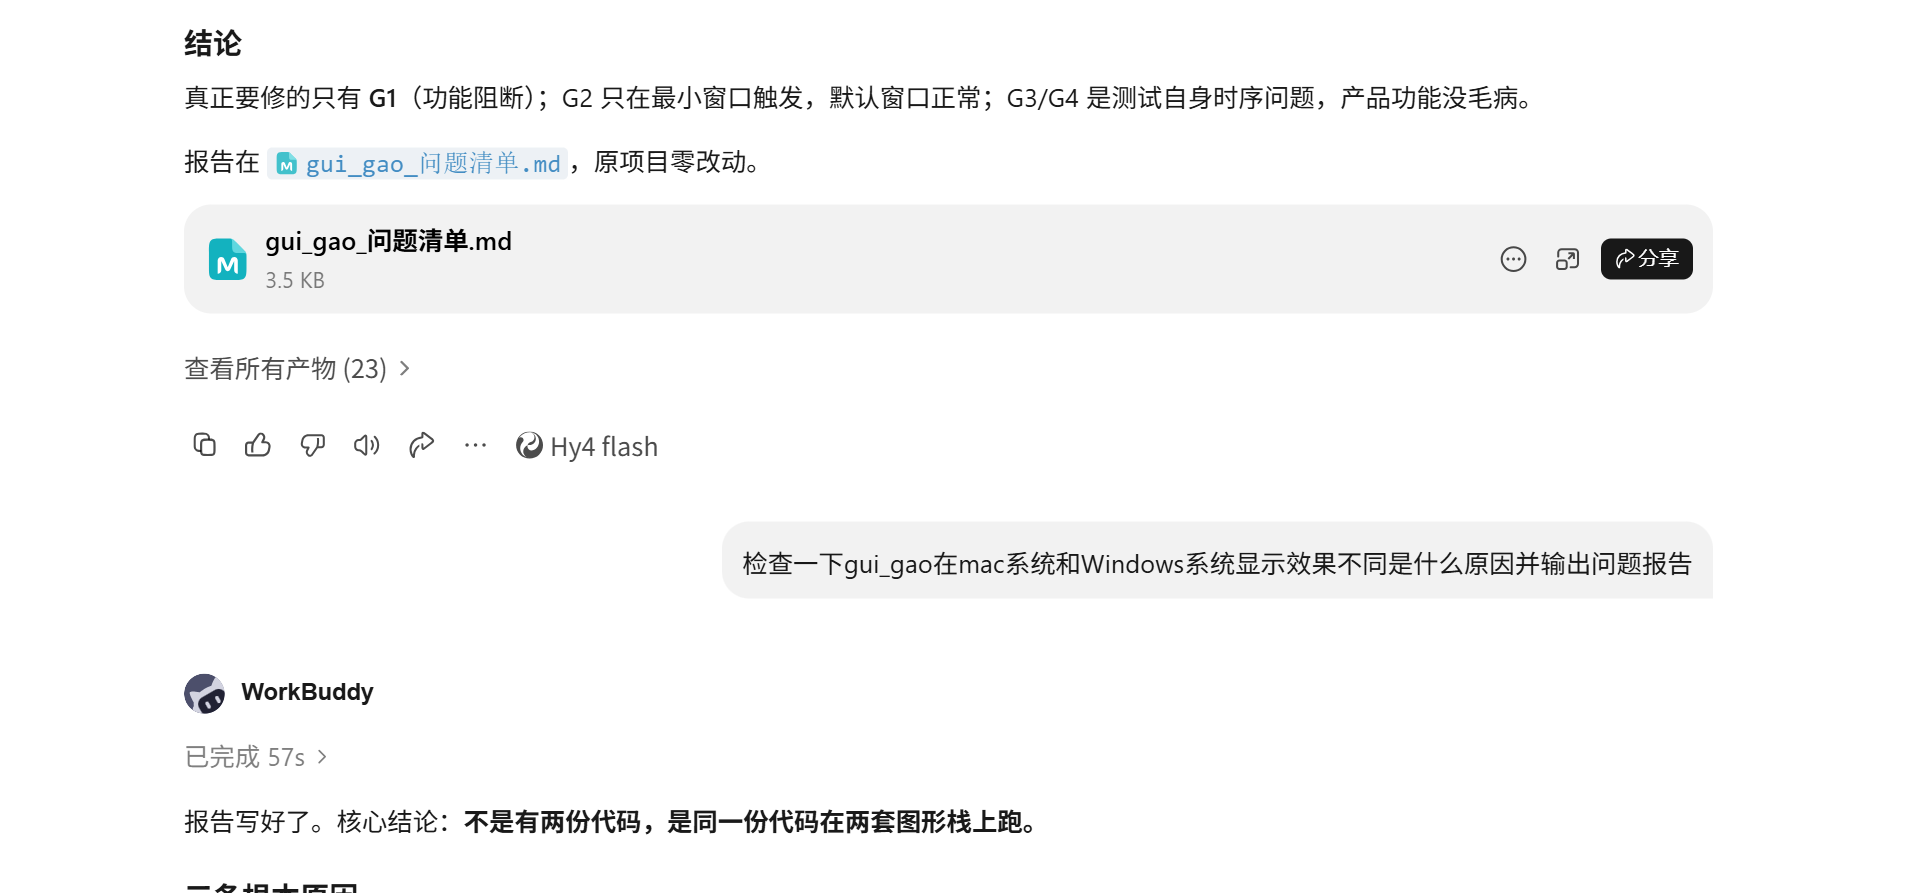 结论
真正要修的只有 G1（功能阻断）；G2 只在最小窗口触发，默认窗口正常；G3/G4 是测试自身时序问题，产品功能没毛病。
报告在 gui_gao_问题清单.md，原项目零改动。
gui_gao_问题清单.md
3.5 KB
分享
查看所有产物 (23)
Hy4 flash
检查一下gui_gao在mac系统和Windows系统显示效果不同是什么原因并输出问题报告
WorkBuddy
已完成 57s
报告写好了。核心结论：不是有两份代码，是同一份代码在两套图形栈上跑。